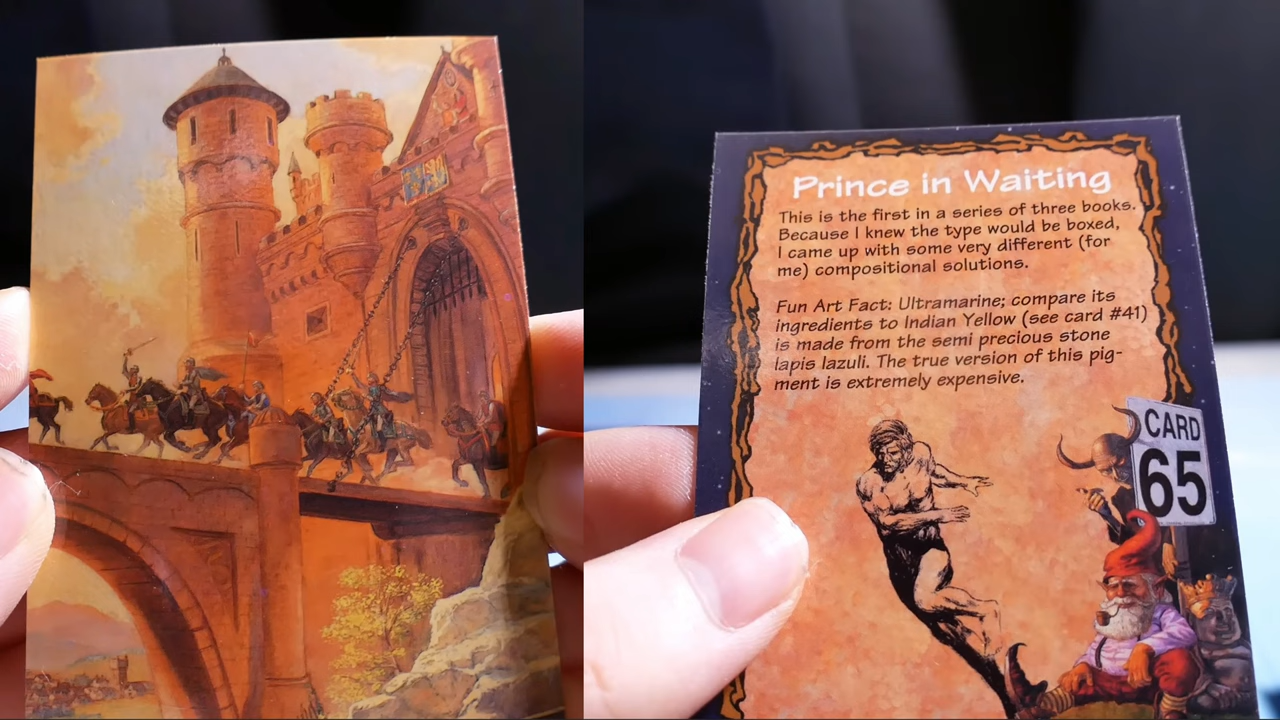 Prince in Waiting
This is the first in a series of three books.
Because I knew the type would be boxed,
I came up with some very different (for
me) compositional solutions.
Fun Art Fact: Ultramarine; compare its
ingredients to Indian Yellow (see card #41)
is made from the semi precious stone
lapis lazuli. The true version of this pig-
ment is extremely expensive.
CARD
65